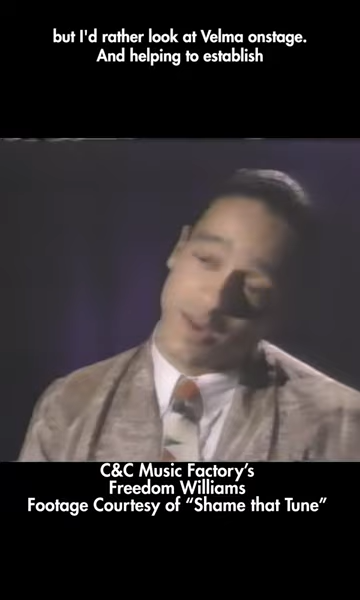 but I'd rather look at Velma onstage.
And helping to establish
C&C Music Factory's
Freedom Williams
Footage Courtesy of "Shame that Tune"